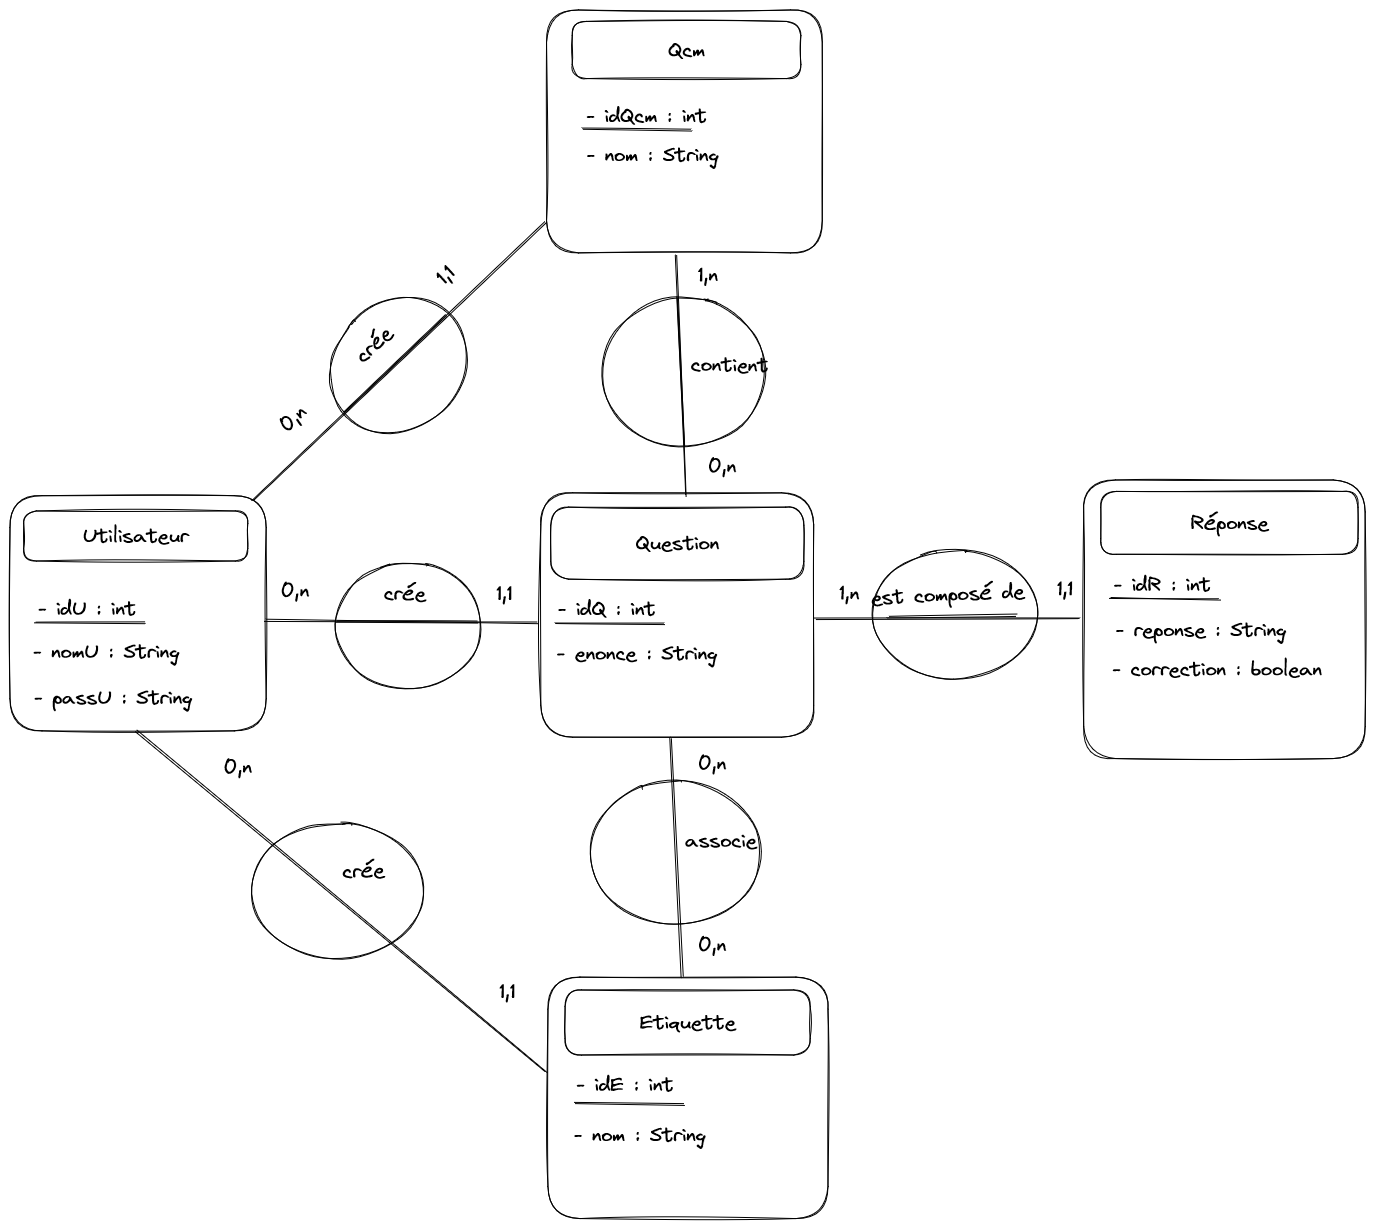 Qcm
- idQcm : int
- nom : String
1,1
crée
0,n
1,n
contient
0,n
Utilisateur
- idU : int
- nomU : String
- passU : String
0,n
crée
1,1
Question
- idQ : int
- enonce : String
1,n
est composé de
1,1
Réponse
- idR : int
- reponse : String
- correction : boolean
0,n
crée
1,1
0,n
associe
0,n
Etiquette
- idE : int
- nom : String